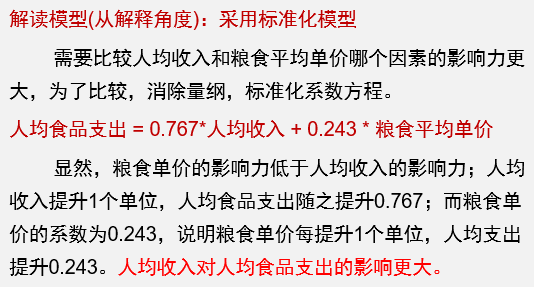 解读模型(从解释角度)：采用标准化模型
需要比较人均收入和粮食平均单价哪个因素的影响力更
大，为了比较，消除量纲，标准化系数方程。
人均食品支出 = 0.767*人均收入 + 0.243 * 粮食平均单价
显然，粮食单价的影响力低于人均收入的影响力；人均
收入提升1个单位，人均食品支出随之提升0.767；而粮食单
价的系数为0.243，说明粮食单价每提升1个单位，人均支出
提升0.243。人均收入对人均食品支出的影响更大。